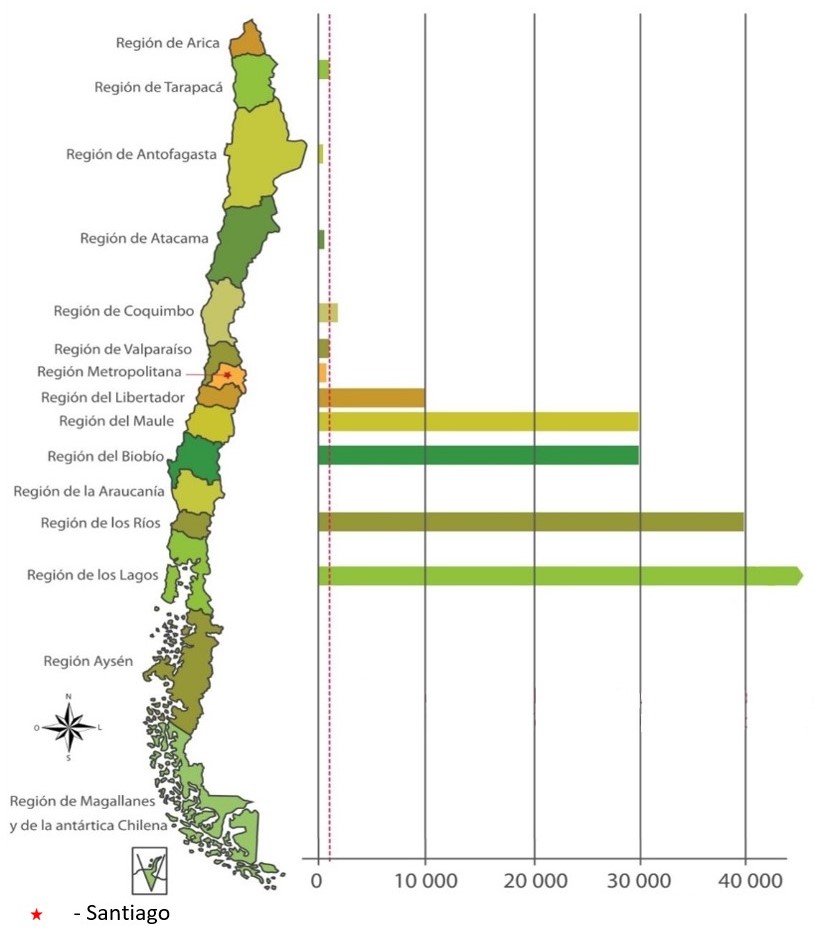 Región de Arica
Región de Tarapacá
Región de Antofagasta
Región de Atacama
Región de Coquimbo
Región de Valparaíso
Región Metropolitana
Región del Libertador
Región del Maule
Región del Biobío
Región de la Araucanía
Región de los Ríos
Región de los Lagos
Región Aysén
N
O L
S
Región de Magallanes
y de la antártica Chilena
0 10 000 20 000 30 000 40 000
- Santiago